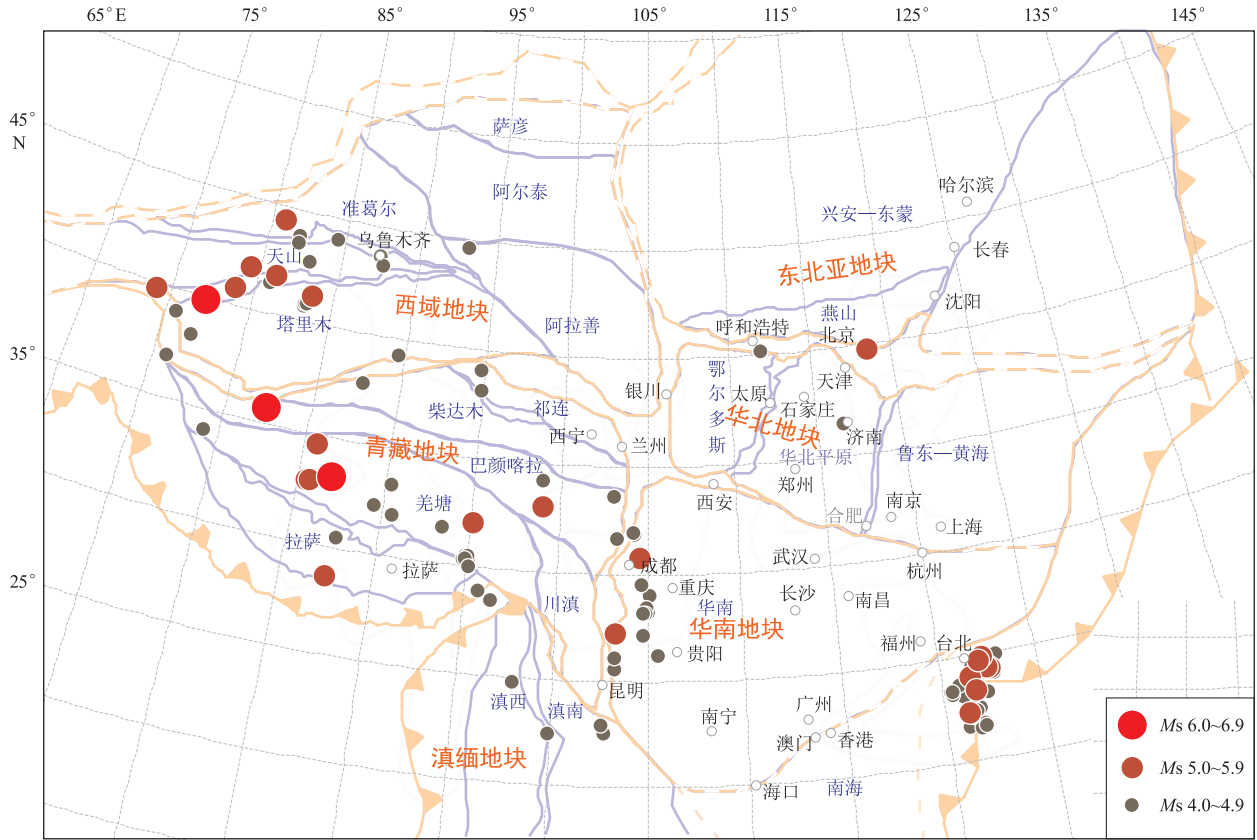 65° E
75°
85°
95°
105°
115°
125°
135°
145°
45°
N
35°
25°
萨彦
阿尔泰
准葛尔
乌鲁木齐
天山
塔里木
西域地块
阿拉善
兴安—东蒙
哈尔滨
长春
东北亚地块
沈阳
燕山
呼和浩特
北京
天津
鄂尔多斯
太原
石家庄
银川
华北地块
济南
华北平原
鲁东—黄海
柴达木
祁连
西宁
兰州
青藏地块
巴颜喀拉
羌塘
郑州
西安
合肥
南京
上海
杭州
拉萨
拉萨
武汉
成都
重庆
长沙
南昌
华南
华南地块
川滇
贵阳
福州
台北
昆明
滇西
滇南
南宁
广州
澳门
香港
滇缅地块
海口
南海
Ms 6.0~6.9
Ms 5.0~5.9
Ms 4.0~4.9